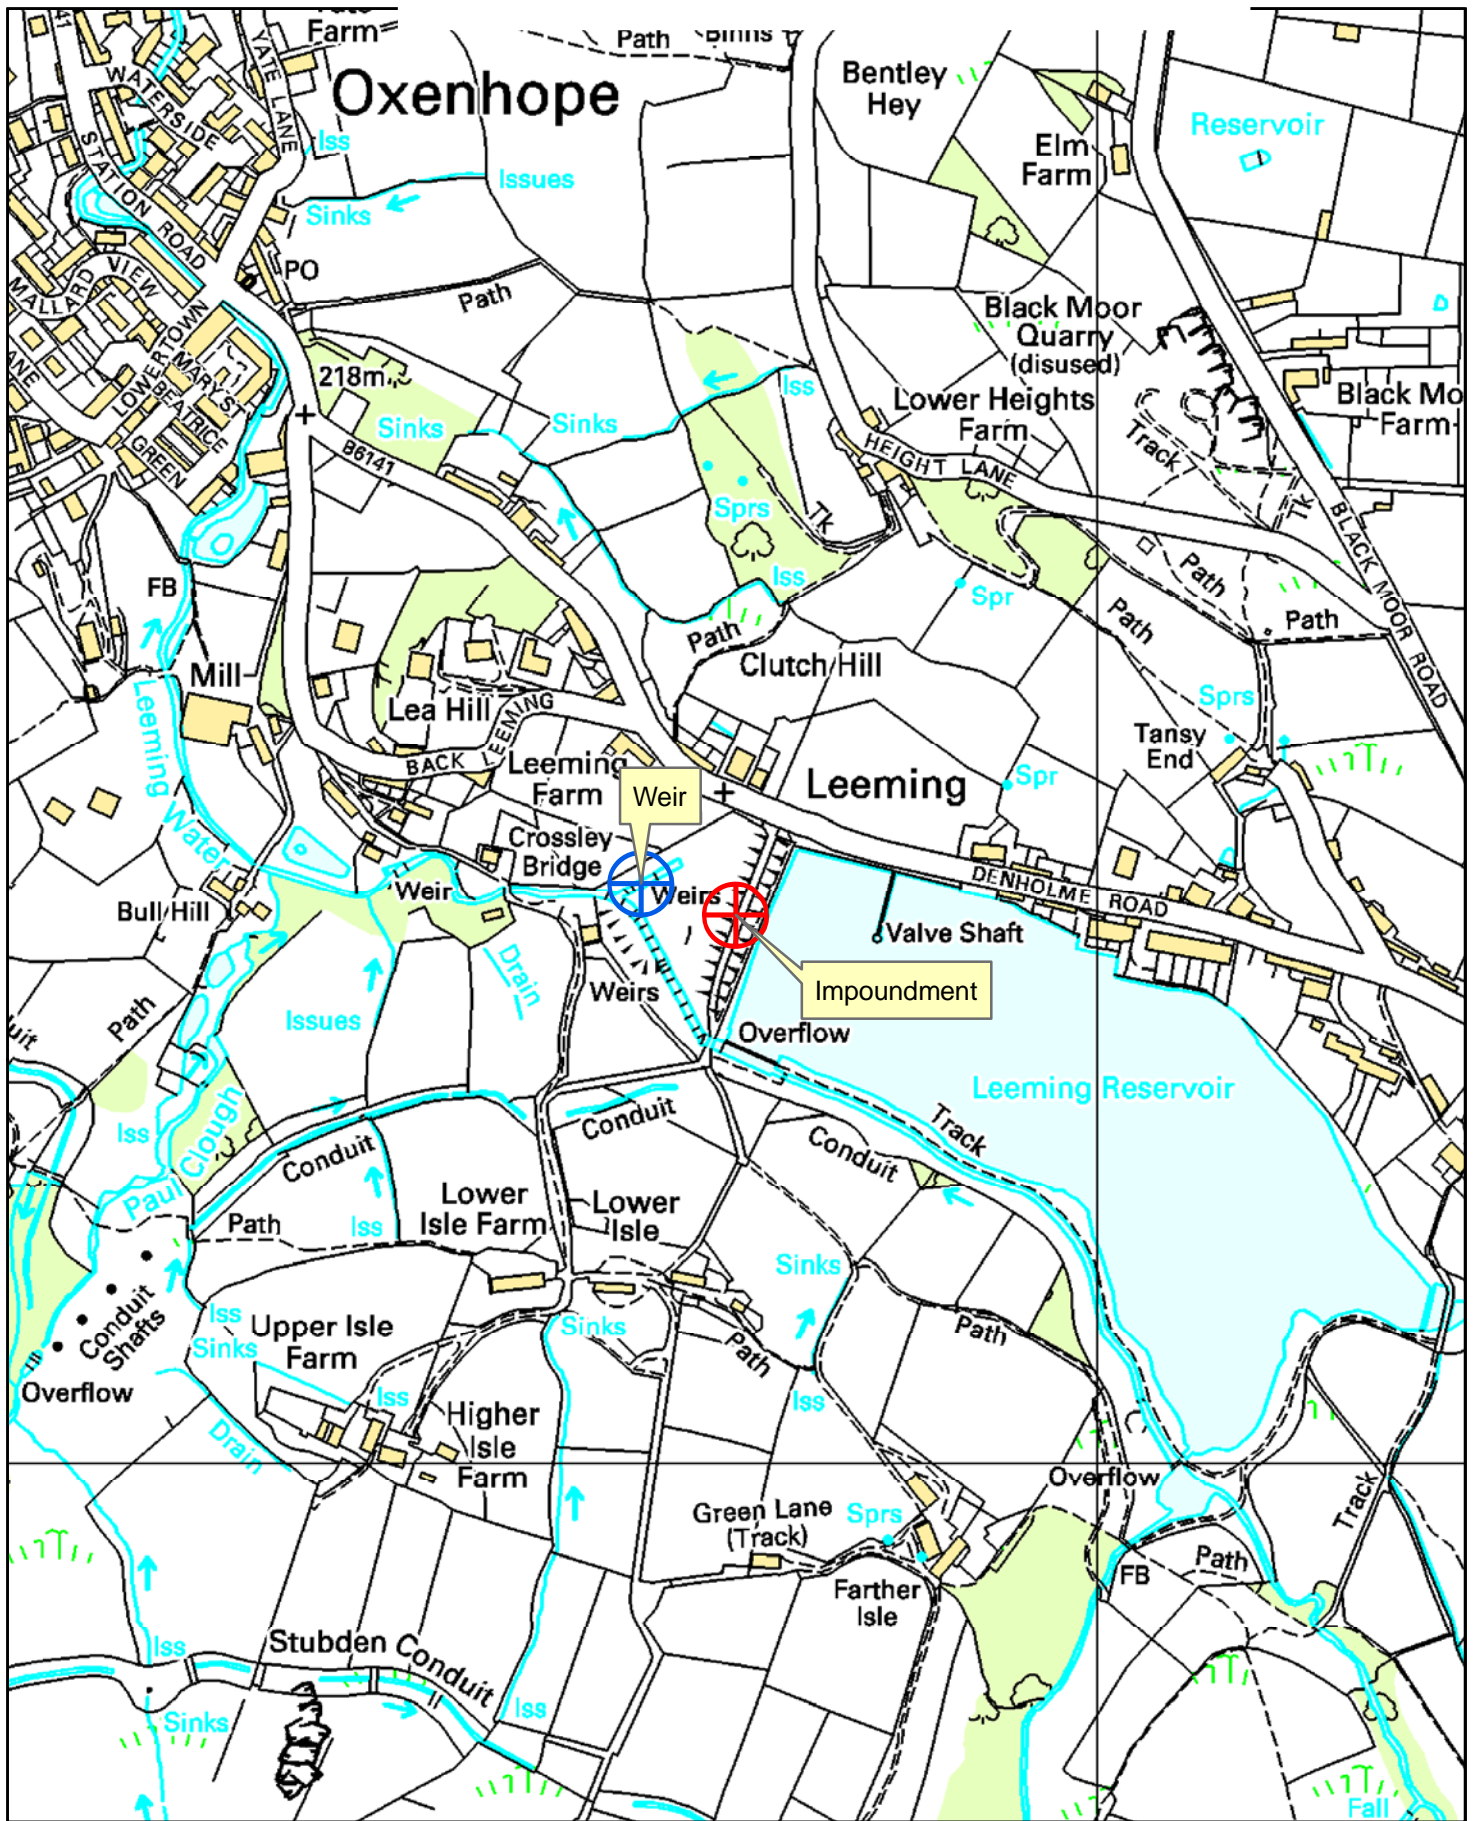 Farm
YATE LANE
Path
Oxenhope
Bentley
Hey
WATERSIDE
Reservoir
STATION ROAD
Iss
Elm
Farm
Issues
Sinks
PO
MALLARD VIEW
Path
Black Moor
Quarry
(disused)
LOWER TOWN
MARY ST
BEATRICE
GREEN
218m
Iss
Black Mo
Farm
Sinks
Sinks
Lower Heights
Farm
B6141
HEIGHT LANE
Track
Tk
Sprs
Tk
BLACK MOOR ROAD
FB
Iss
Spr
Path
Path
Path
Path
Mill
Clutch Hill
Lea Hill
Sprs
BACK LEEMING
Tansy
End
Leeming
Farm
Leeming
Spr
Weir
Leeming Water
Crossley
Bridge
DENHOLME ROAD
Weir
Weirs
Bull Hill
Valve Shaft
Drain
Impoundment
Weirs
Path
Issues
Overflow
uit
Leeming Reservoir
Track
Conduit
Iss
Paul Clough
Conduit
Conduit
Lower
Isle Farm
Lower
Isle
Path
Iss
Sinks
Conduit
Shafts
Iss
Sinks
Upper Isle
Farm
Sinks
Path
Path
Overflow
Iss
Iss
Higher
Isle
Farm
Drain
Overflow
Green Lane
(Track)
Sprs
Track
Path
FB
Farther
Isle
Stubden Conduit
Iss
Iss
Sinks
Fall